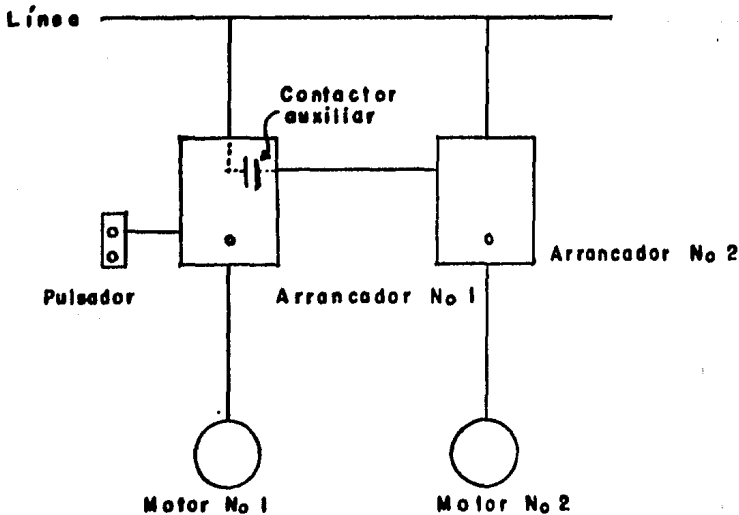 Línea
Contactor
auxiliar
Arrancador No 2
Pulsador
Arrancador No 1
Motor No 1
Motor No 2